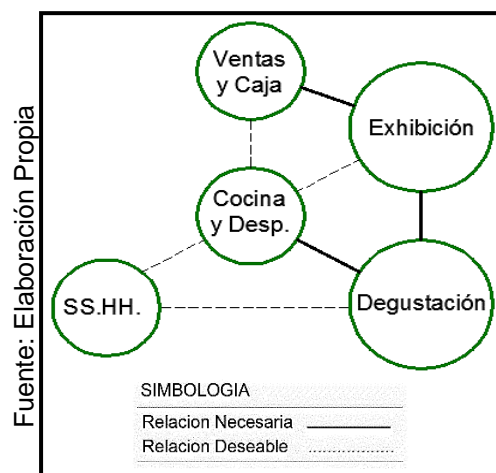 Fuente: Elaboración Propia
Ventas
y Caja
Exhibición
Cocina
y Desp.
SS.HH.
Degustación
SIMBOLOGIA
Relacion Necesaria
Relacion Deseable